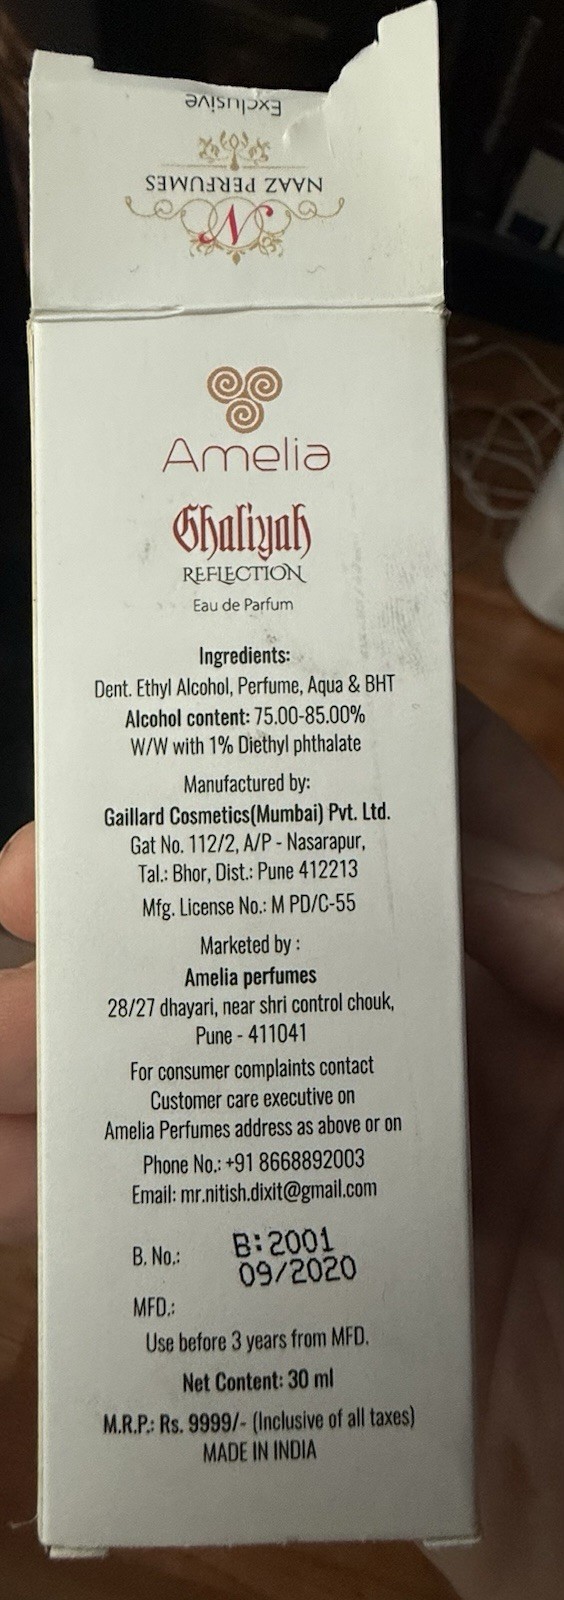 Exclusive
NAAZ PERFUMES
N
Amelia
Ghaliyah
REFLECTION
Eau de Parfum
Ingredients:
Dent. Ethyl Alcohol, Perfume, Aqua & BHT
Alcohol content: 75.00-85.00%
W/W with 1% Diethyl phthalate
Manufactured by:
Gaillard Cosmetics(Mumbai) Pvt. Ltd.
Gat No. 112/2, A/P - Nasarapur,
Tal.: Bhor, Dist.: Pune 412213
Mfg. License No.: M PD/C-55
Marketed by :
Amelia perfumes
28/27 dhayari, near shri control chouk,
Pune - 411041
For consumer complaints contact
Customer care executive on
Amelia Perfumes address as above or on
Phone No.: +91 8668892003
Email: mr.nitish.dixit@gmail.com
B. No.: B:2001
09/2020
MFD.:
Use before 3 years from MFD.
Net Content: 30 ml
M.R.P.: Rs. 9999/- (Inclusive of all taxes)
MADE IN INDIA